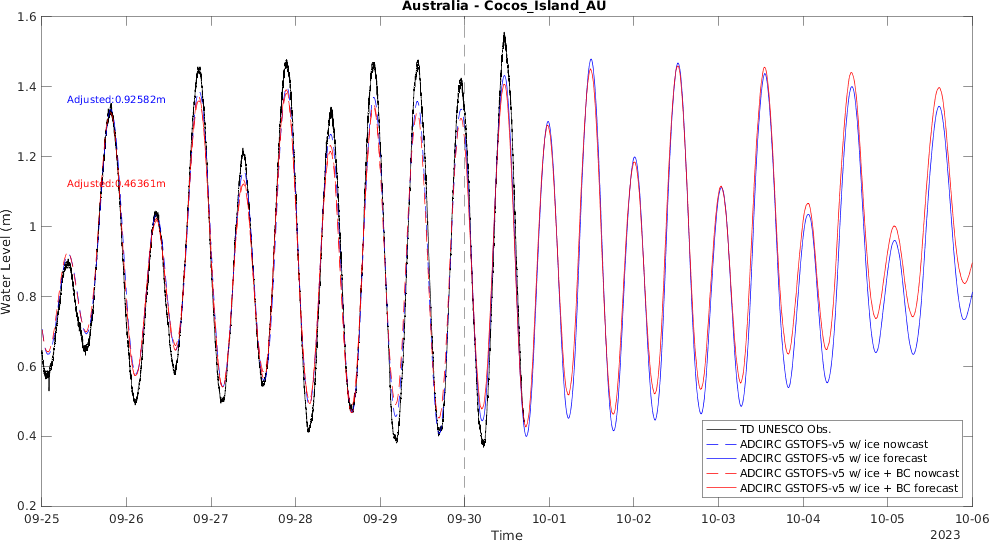 Australia - Cocos_Island_AU
1.6
1.4
1.2
1
0.8
0.6
0.4
0.2
Water Level (m)
Adjusted:0.92582m
Adjusted:0.46361m
TD UNESCO Obs.
ADCIRC GSTOFS-v5 w/ ice nowcast
ADCIRC GSTOFS-v5 w/ ice forecast
ADCIRC GSTOFS-v5 w/ ice + BC nowcast
ADCIRC GSTOFS-v5 w/ ice + BC forecast
09-25 09-26 09-27 09-28 09-29 09-30 10-01 10-02 10-03 10-04 10-05 10-06
Time
2023